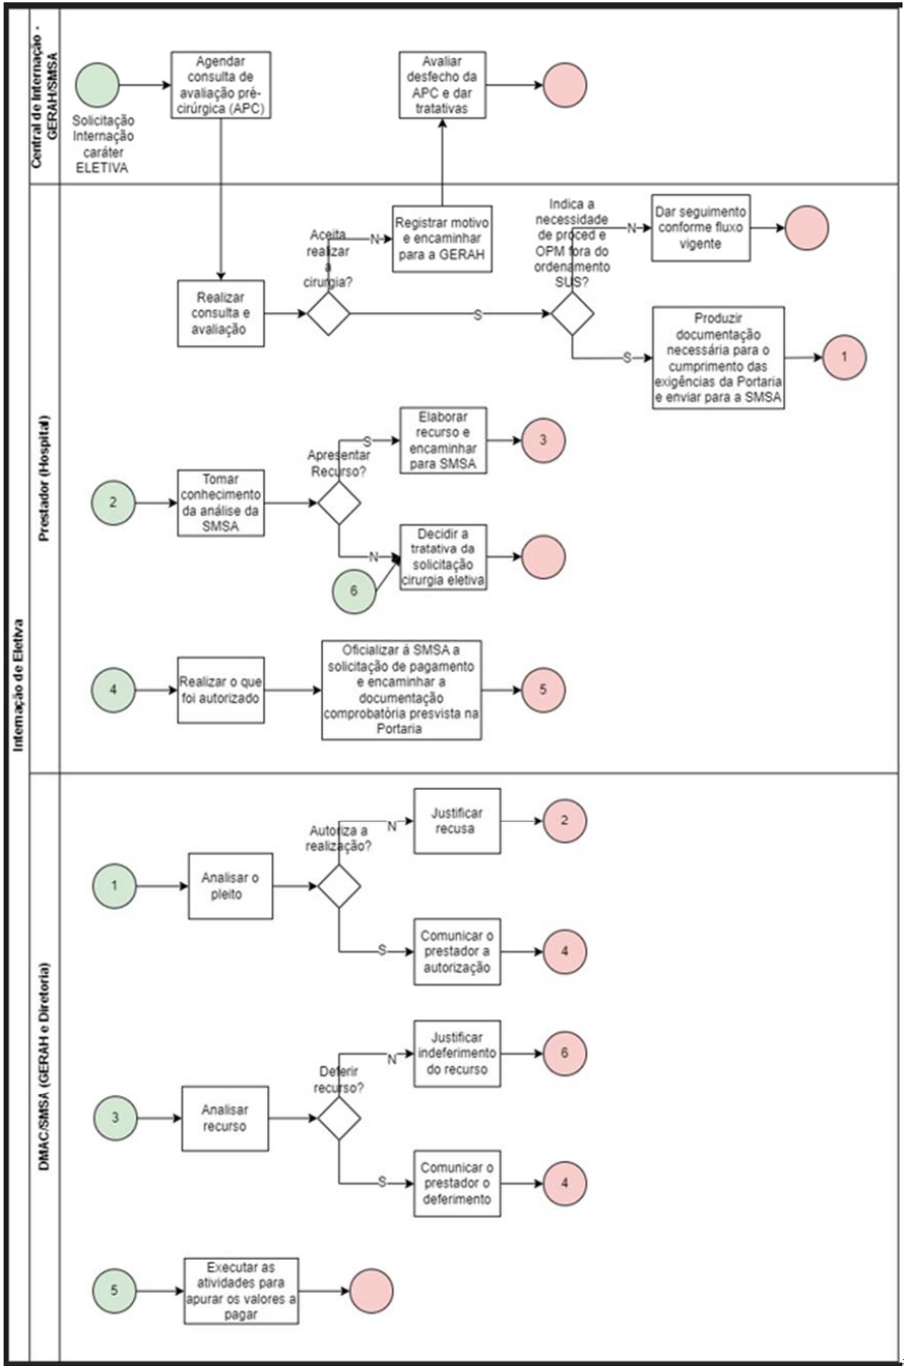 Internação de Eletiva
Central de Internação -
GERAH/SMSA
Solicitação
Internação
caráter
ELETIVA
Agendar
consulta de
avaliação pré-
cirúrgica (APC)
Avaliar
desfecho da
APC e dar
tratativas
Prestador (Hospital)
Realizar
consulta e
avaliação
Aceita
realizar
a
cirurgia?
N
Registrar motivo
e encaminhar
para a GERAH
S
Indica a
necessidade
de proced e
OPM fora do
ordenamento
SUS?
N
Dar seguimento
conforme fluxo
vigente
S
Produzir
documentação
necessária para o
cumprimento das
exigências da Portaria
e enviar para a SMSA
1
2
Tomar
conhecimento
da análise da
SMSA
Apresentar
Recurso?
S
Elaborar
recurso e
encaminhar
para SMSA
3
N
6
Decidir a
tratativa da
solicitação
cirurgia eletiva
4
Realizar o que
foi autorizado
Oficializar á SMSA a
solicitação de pagamento
e encaminhar a
documentação
comprobatória presvista na
Portaria
5
DMAC/SMSA (GERAH e Diretoria)
1
Analisar o
pleito
Autoriza a
realização?
N
Justificar
recusa
2
S
Comunicar o
prestador a
autorização
4
3
Analisar
recurso
Deferir
recurso?
N
Justificar
indeferimento
do recurso
6
S
Comunicar o
prestador o
deferimento
4
5
Executar as
atividades para
apurar os valores a
pagar